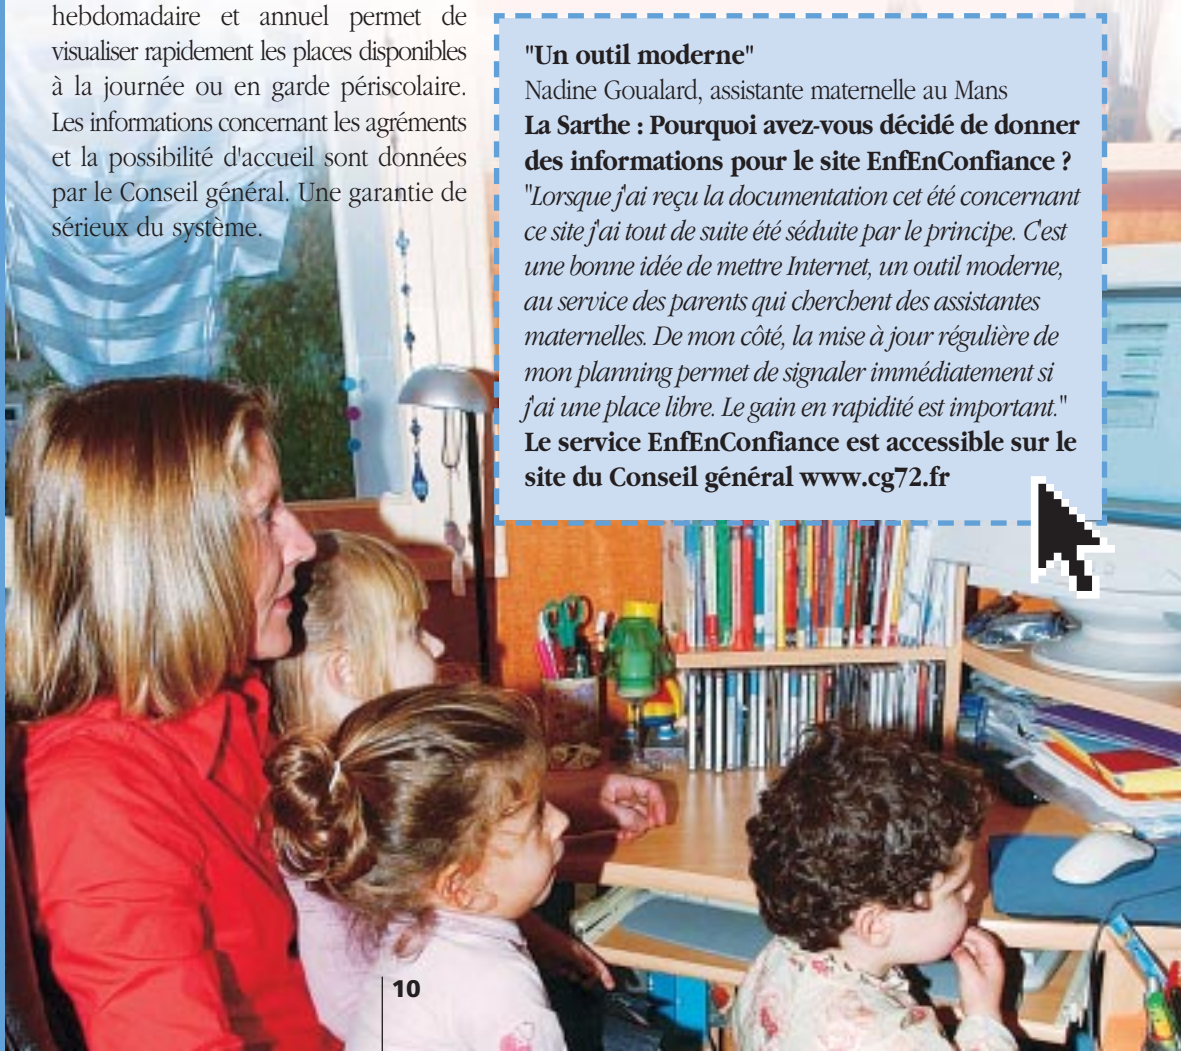 hebdomadaire et annuel permet de
visualiser rapidement les places disponibles
à la journée ou en garde périscolaire.
Les informations concernant les agréments
et la possibilité d'accueil sont données
par le Conseil général. Une garantie de
sérieux du système.
"Un outil moderne"
Nadine Goualard, assistante maternelle au Mans
La Sarthe : Pourquoi avez-vous décidé de donner
des informations pour le site EnfEnConfiance ?
"Lorsque j'ai reçu la documentation cet été concernant
ce site j'ai tout de suite été séduite par le principe. C'est
une bonne idée de mettre Internet, un outil moderne,
au service des parents qui cherchent des assistantes
maternelles. De mon côté, la mise à jour régulière de
mon planning permet de signaler immédiatement si
j'ai une place libre. Le gain en rapidité est important."
Le service EnfEnConfiance est accessible sur le
site du Conseil général www.cg72.fr
10